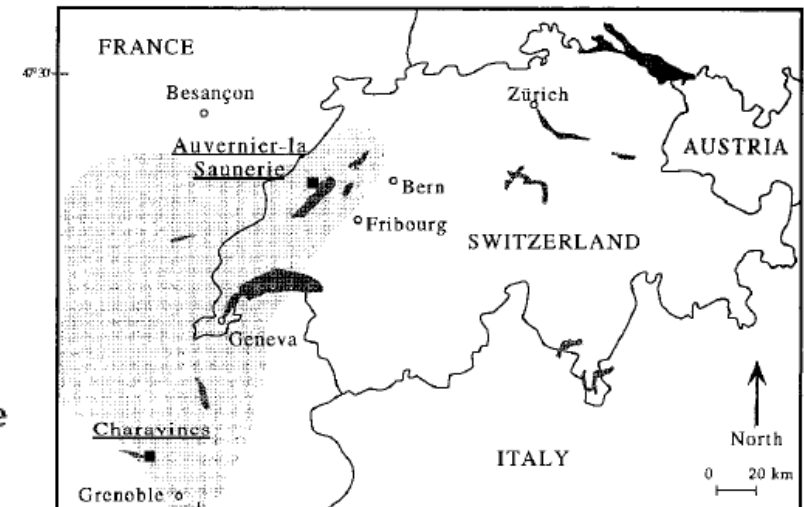 FRANCE
47°30'
Besançon
Zürich
Auvernier-la
Saunerie
AUSTRIA
Bern
Fribourg
SWITZERLAND
Geneva
Charavines
e
North
ITALY
0 20 km
Grenoble